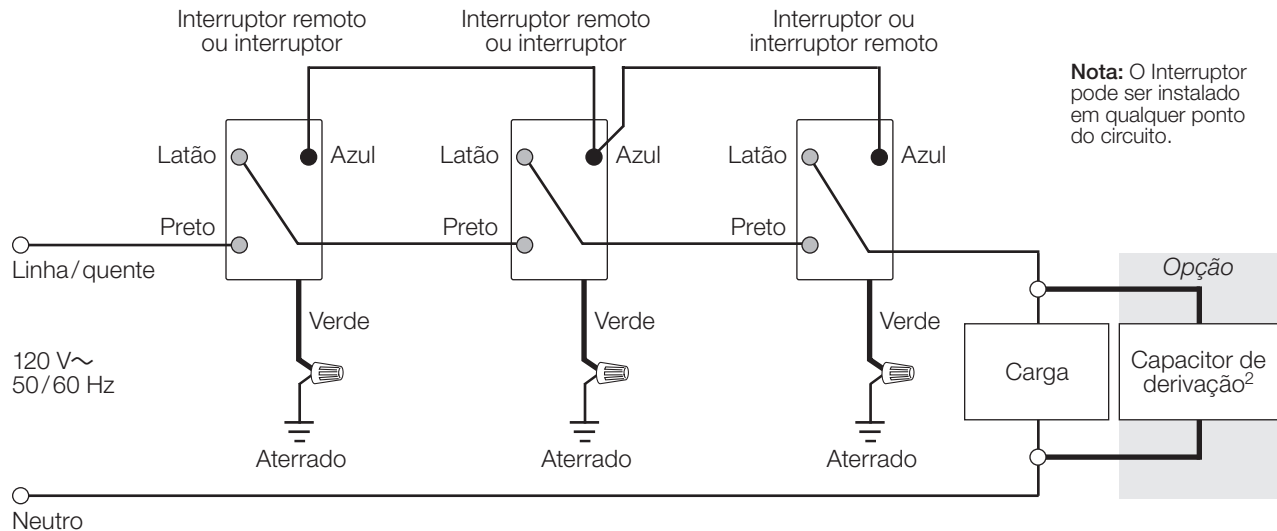 Interruptor remoto
ou interruptor
Interruptor remoto
ou interruptor
Interruptor ou
interruptor remoto
Nota: O Interruptor
pode ser instalado
em qualquer ponto
do circuito.
Latão
Azul
Latão
Azul
Latão
Azul
Preto
Preto
Preto
Linha/quente
Opção
Verde
Verde
Verde
120 V~
50/60 Hz
Carga
Capacitor de
derivação²
Aterrado
Aterrado
Aterrado
Neutro